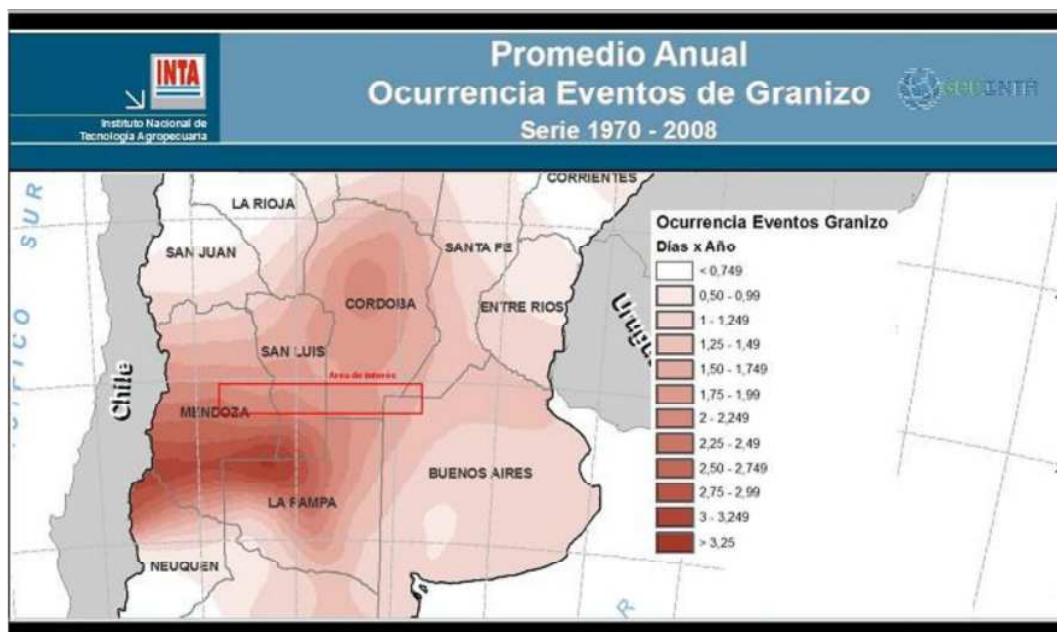 INTA
Instituto Nacional de
Tecnología Agropecuaria
Promedio Anual
Ocurrencia Eventos de Granizo
Serie 1970 - 2008
SUR
CORRIENTES
LA RIOJA
SAN JUAN
SANTA FE
CORDOBA
ENTRE RIOS
SAN LUIS
Area de Interés
MENDOZA
Chile
BUENOS AIRES
LA PAMPA
NEUQUEN
Ocurrencia Eventos Granizo
Días x Año
< 0,749
0,50 - 0,99
1 - 1,249
1,25 - 1,49
1,50 - 1,749
1,75 - 1,99
2 - 2,249
2,25 - 2,49
2,50 - 2,749
2,75 - 2,99
3 - 3,249
> 3,25